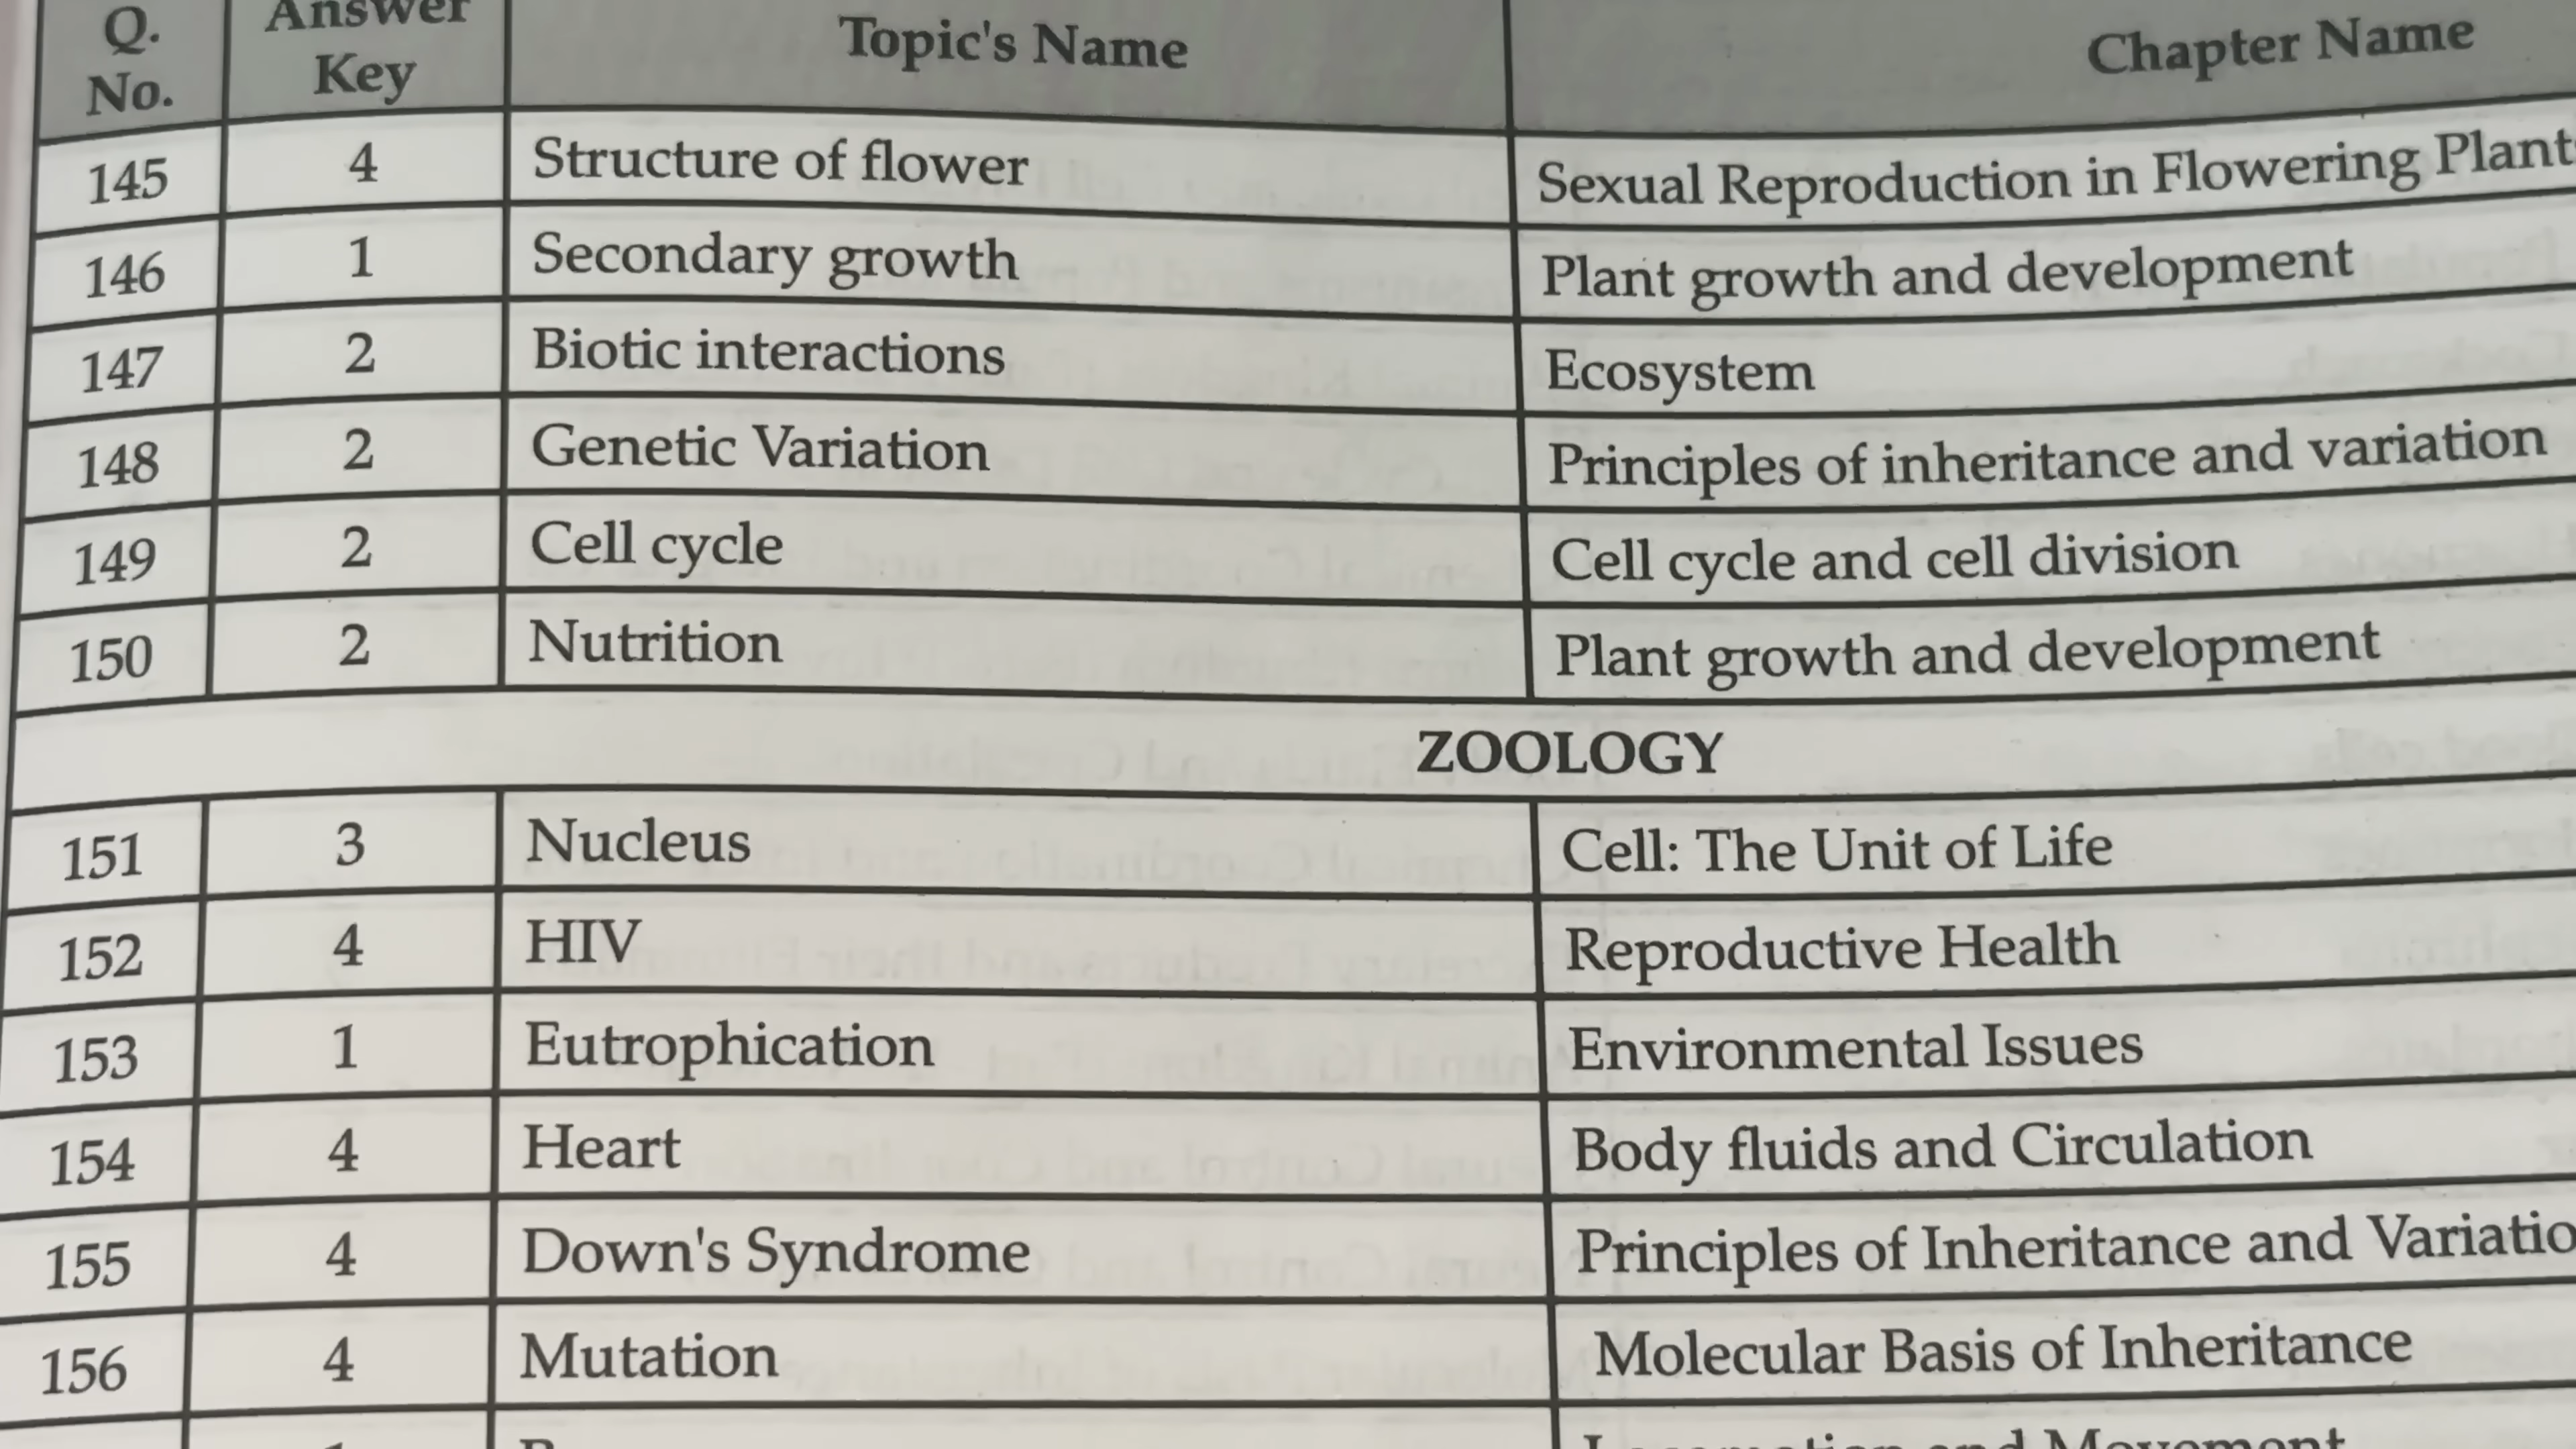 Q. No. Answer Key Topic's Name Chapter Name
145 4 Structure of flower Sexual Reproduction in Flowering Plant
146 1 Secondary growth Plant growth and development
147 2 Biotic interactions Ecosystem
148 2 Genetic Variation Principles of inheritance and variation
149 2 Cell cycle Cell cycle and cell division
150 2 Nutrition Plant growth and development
ZOOLOGY
151 3 Nucleus Cell: The Unit of Life
152 4 HIV Reproductive Health
153 1 Eutrophication Environmental Issues
154 4 Heart Body fluids and Circulation
155 4 Down's Syndrome Principles of Inheritance and Variatio
156 4 Mutation Molecular Basis of Inheritance
and Movement